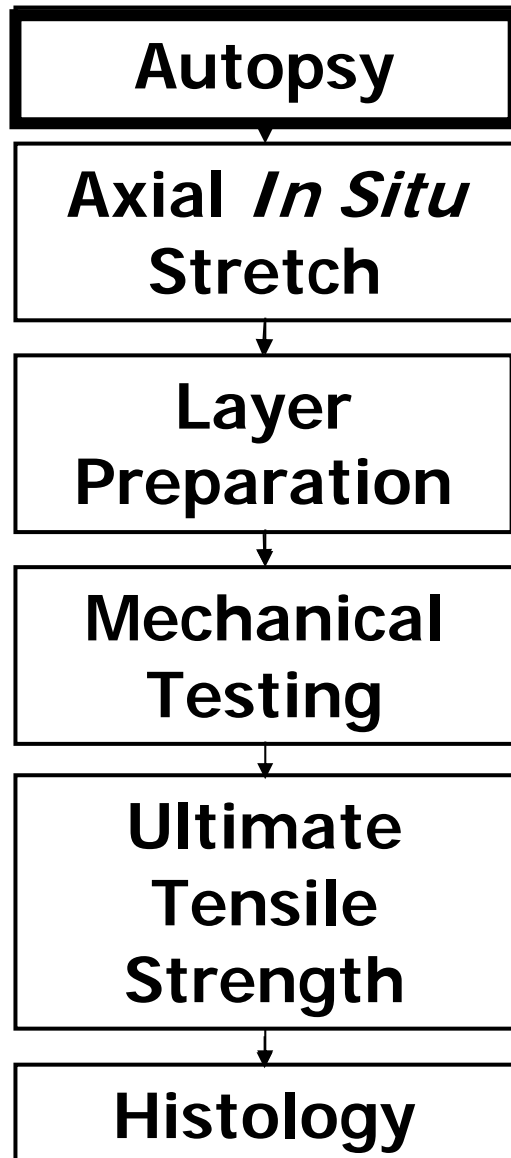 Autopsy
Axial In Situ
Stretch
Layer
Preparation
Mechanical
Testing
Ultimate
Tensile
Strength
Histology